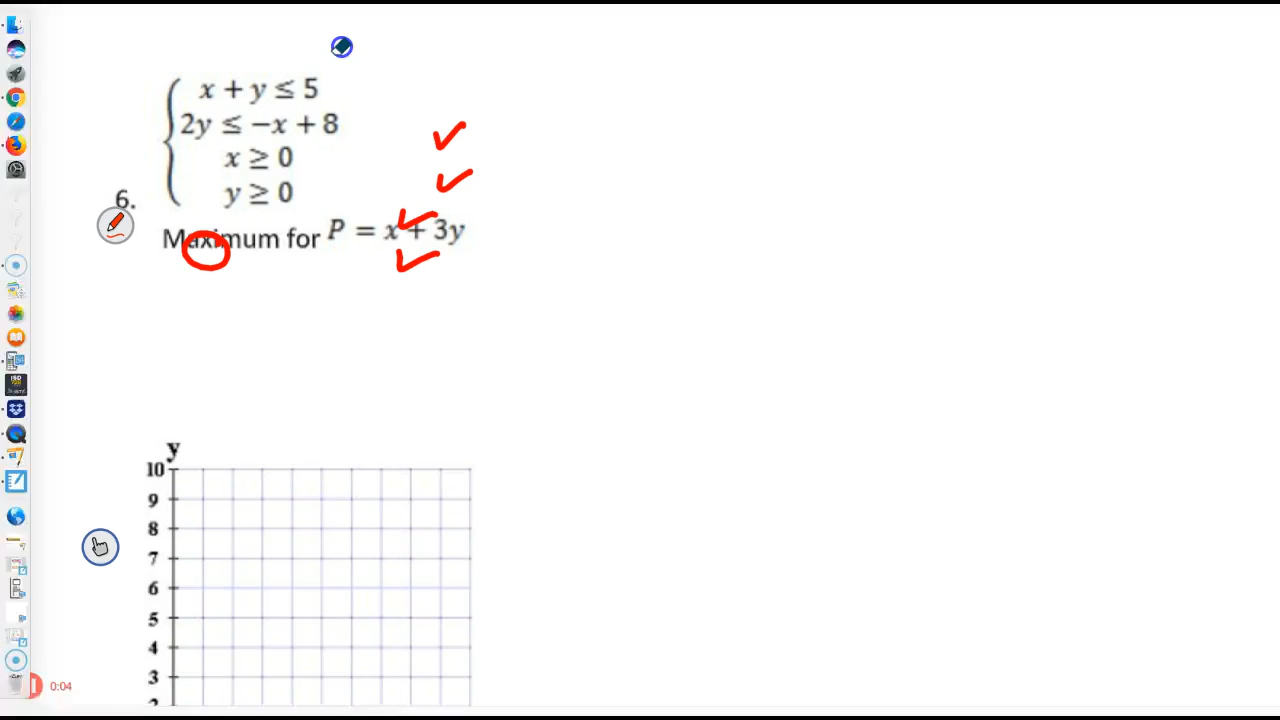 x + y ≤ 5
2y ≤ −x + 8
x ≥ 0
y ≥ 0
6.
Maximum for P = x + 3y
y
10
9
8
7
6
5
4
3
2
0:04